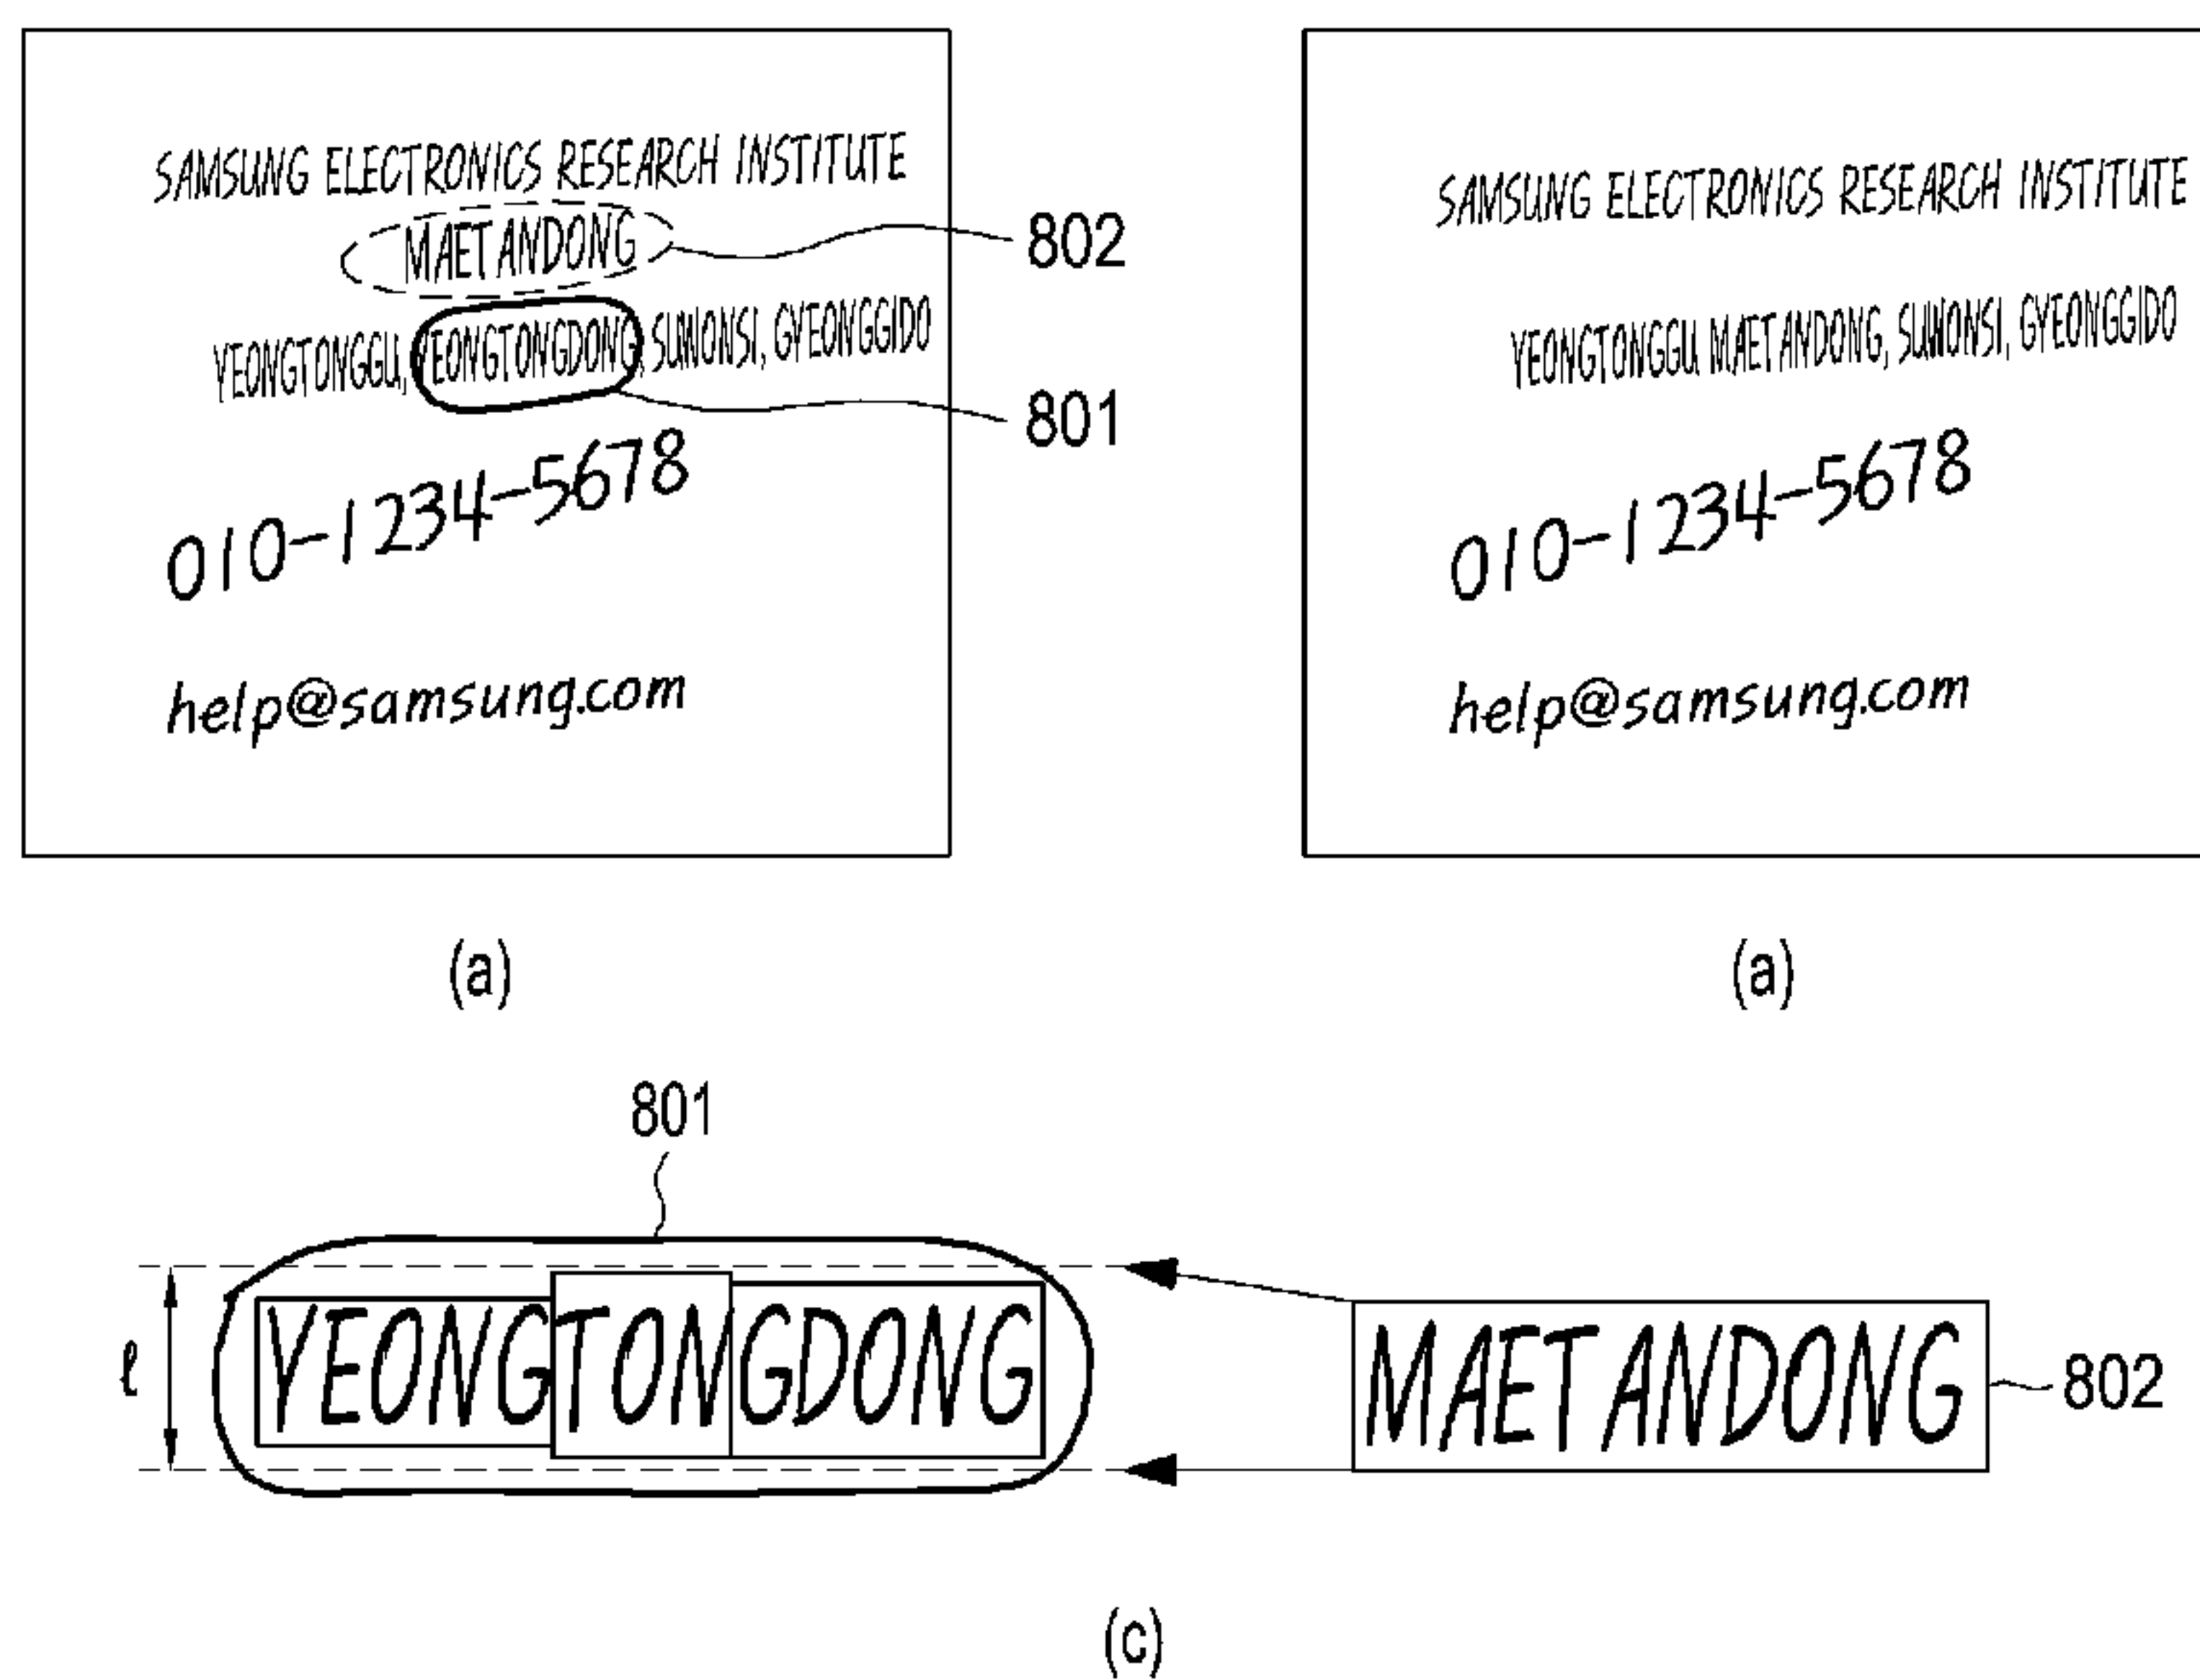 SAMSUNG ELECTRONICS RESEARCH INSTITUTE
MAETANDONG
802
YEONGTONGGU, YEONGTONGDONG, SUWONSI, GYEONGGIDO
801
010-1234-5678
help@samsung.com
(a)
SAMSUNG ELECTRONICS RESEARCH INSTITUTE
YEONGTONGGU MAETANDONG, SUWONSI, GYEONGGIDO
010-1234-5678
help@samsung.com
(a)
801
ℓ
YEONGTONGDONG
MAETANDONG
802
(c)